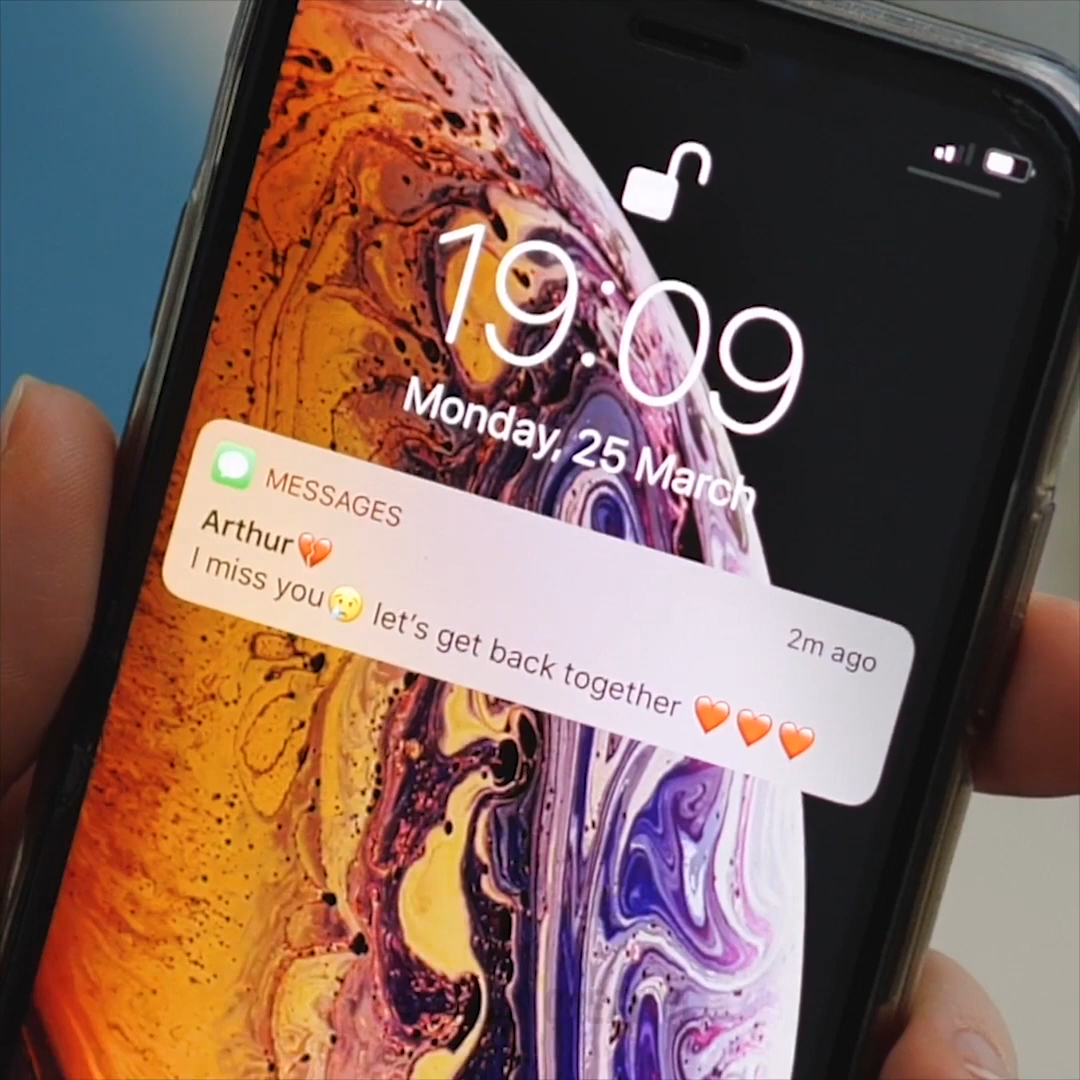 19:09
Monday, 25 March
MESSAGES
Arthur💔
2m ago
I miss you😢 let's get back together ❤️❤️❤️